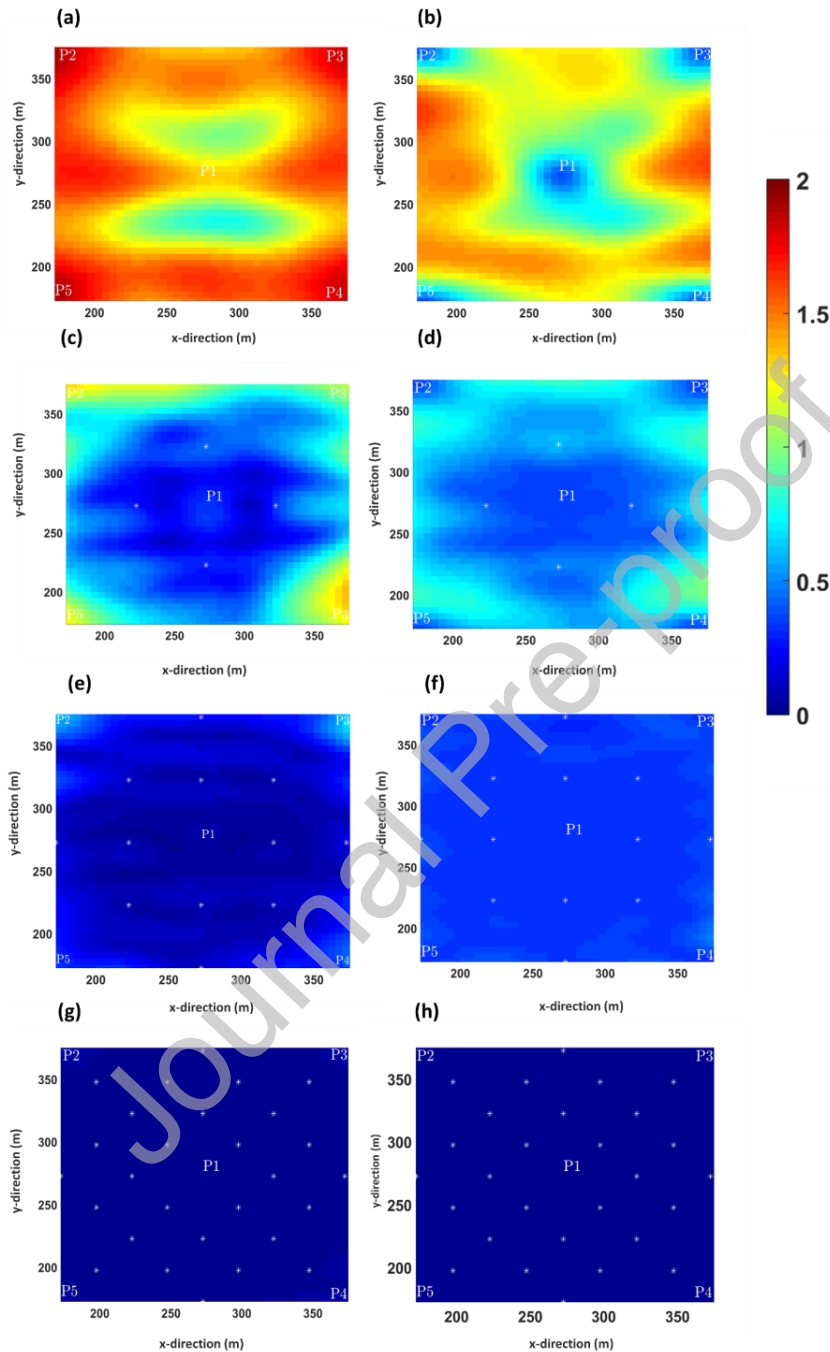 (a)
P2
P3
P1
P5
P4
350
300
250
200
y-direction (m)
200
250
300
350
x-direction (m)
(b)
P2
P3
P1
P5
P4
350
300
250
200
y-direction (m)
200
250
300
350
x-direction (m)
2
1.5
1
0.5
0
(c)
P2
P3
P1
P5
P4
350
300
250
200
y-direction (m)
200
250
300
350
x-direction (m)
(d)
P2
P3
P1
P5
P4
350
300
250
200
y-direction (m)
200
250
300
350
x-direction (m)
(e)
P2
P3
P1
P5
P4
350
300
250
200
y-direction (m)
200
250
300
350
x-direction (m)
(f)
P2
P3
P1
P5
P4
350
300
250
200
y-direction (m)
200
250
300
350
x-direction (m)
(g)
P2
P3
P1
P5
P4
350
300
250
200
y-direction (m)
200
250
300
350
x-direction (m)
(h)
P2
P3
P1
P5
P4
350
300
250
200
y-direction (m)
200
250
300
350
x-direction (m)
Journal Pre-proof